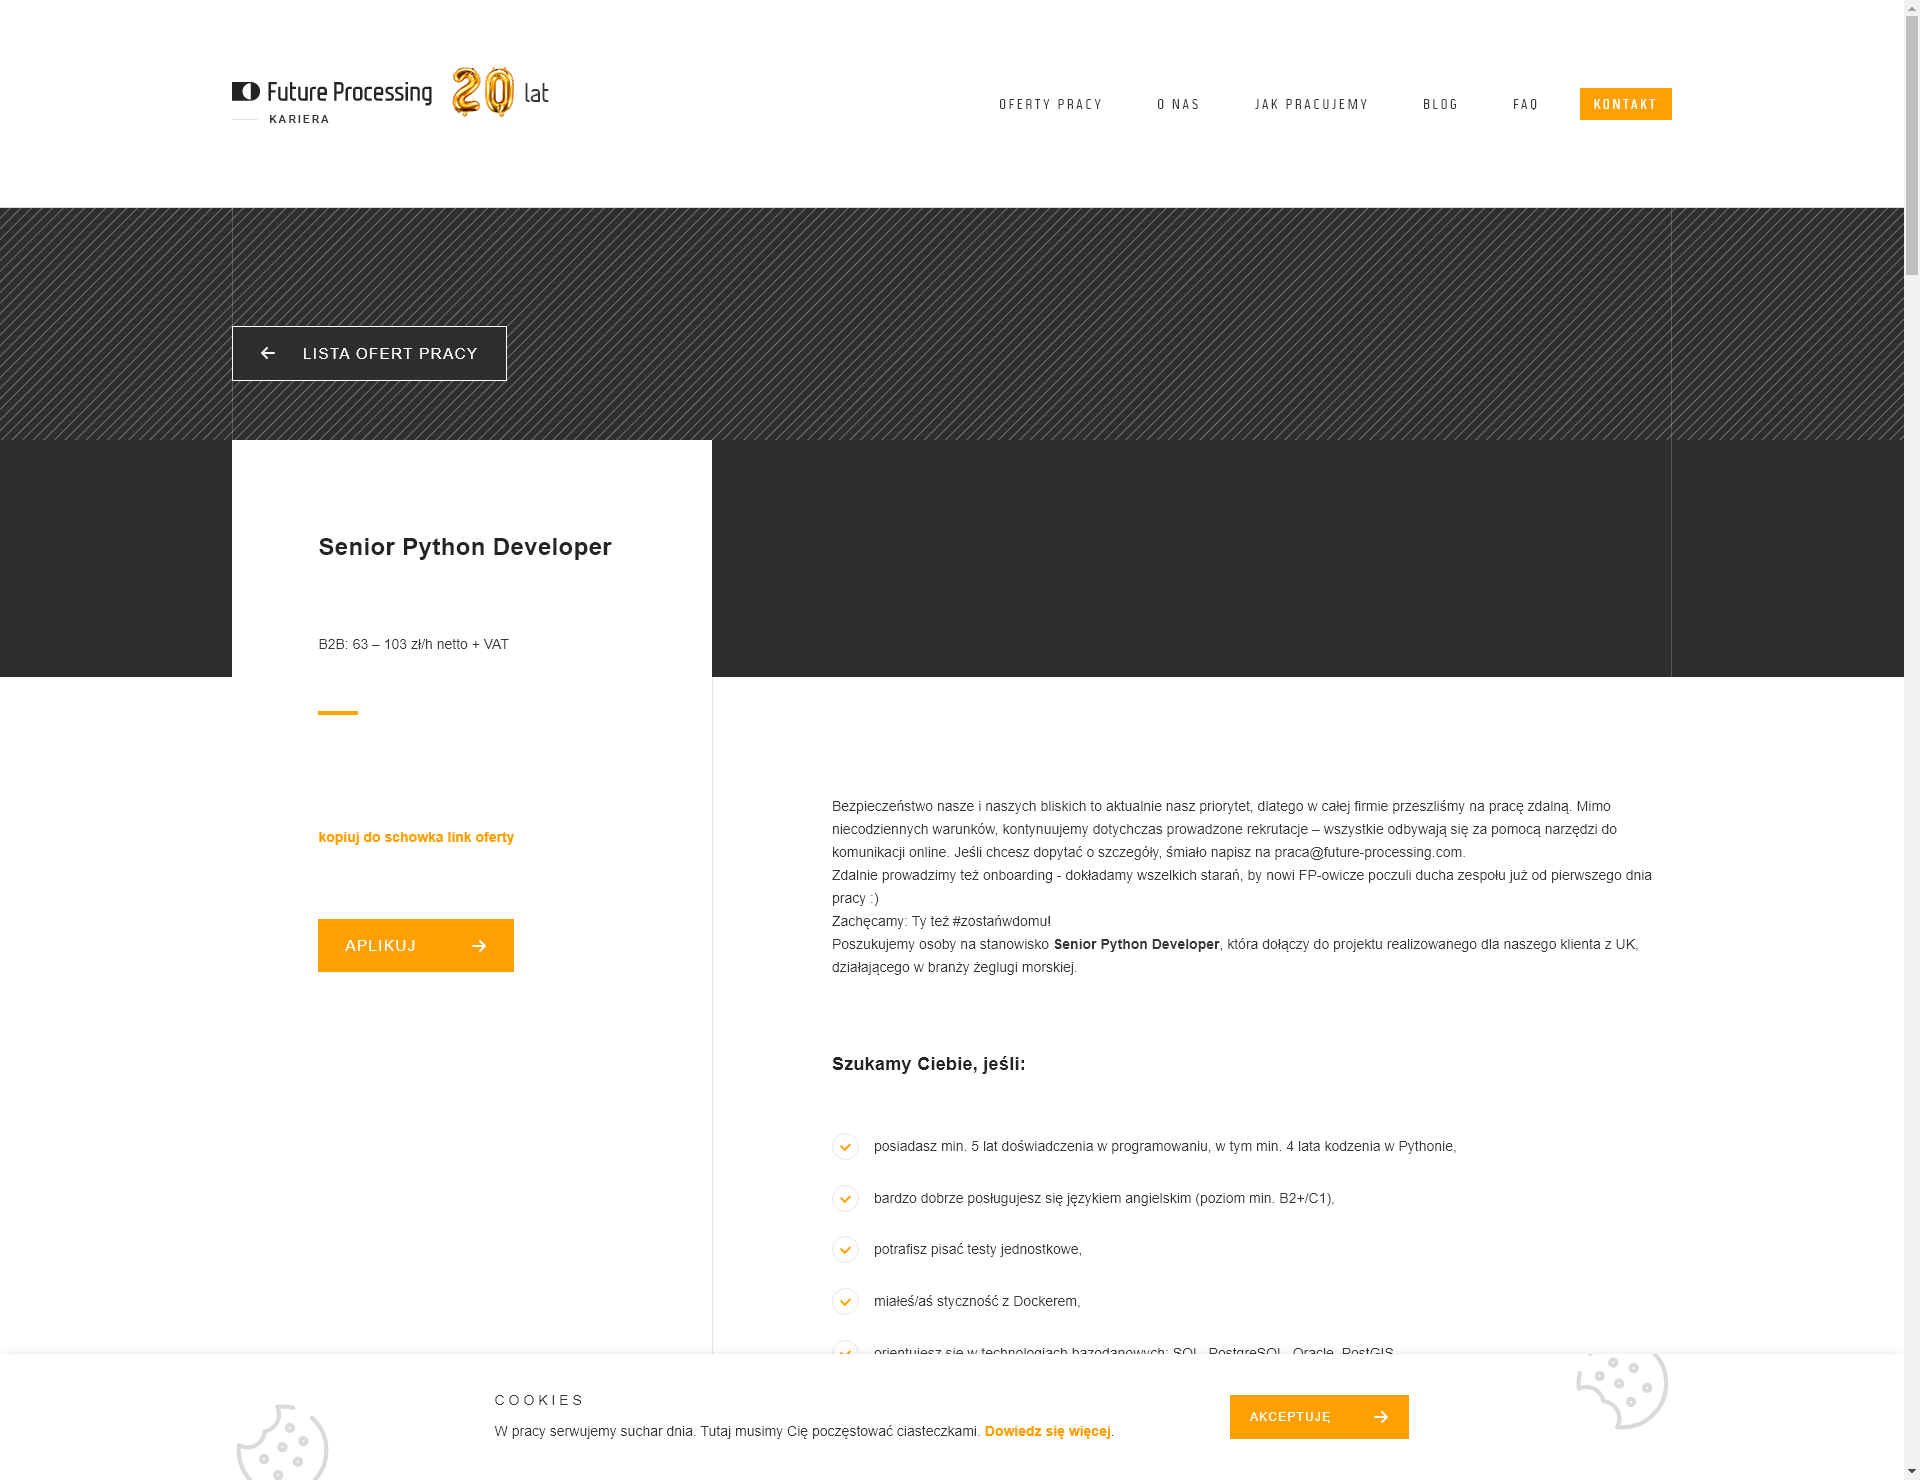 Future Processing 20 lat
KARIERA
OFERTY PRACY O NAS JAK PRACUJEMY BLOG FAQ KONTAKT
LISTA OFERT PRACY
Senior Python Developer
B2B: 63 – 103 zł/h netto + VAT
kopiuj do schowka link oferty
APLIKUJ
Bezpieczeństwo nasze i naszych bliskich to aktualnie nasz priorytet, dlatego w całej firmie przeszliśmy na pracę zdalną. Mimo
niecodziennych warunków, kontynuujemy dotychczas prowadzone rekrutacje – wszystkie odbywają się za pomocą narzędzi do
komunikacji online. Jeśli chcesz dopytać o szczegóły, śmiało napisz na praca@future-processing.com.
Zdalnie prowadzimy też onboarding - dokładamy wszelkich starań, by nowi FP-owicze poczuli ducha zespołu już od pierwszego dnia
pracy :)
Zachęcamy: Ty też #zostańwdomu!
Poszukujemy osoby na stanowisko Senior Python Developer, która dołączy do projektu realizowanego dla naszego klienta z UK,
działającego w branży żeglugi morskiej.
Szukamy Ciebie, jeśli:
posiadasz min. 5 lat doświadczenia w programowaniu, w tym min. 4 lata kodzenia w Pythonie,
bardzo dobrze posługujesz się językiem angielskim (poziom min. B2+/C1),
potrafisz pisać testy jednostkowe,
miałeś/aś styczność z Dockerem,
orientujesz się w technologiach bazodanowych: SQL, PostgreSQL, Oracle, PostGIS
COOKIES
W pracy serwujemy suchar dnia. Tutaj musimy Cię poczęstować ciasteczkami. Dowiedz się więcej.
AKCEPTUJĘ